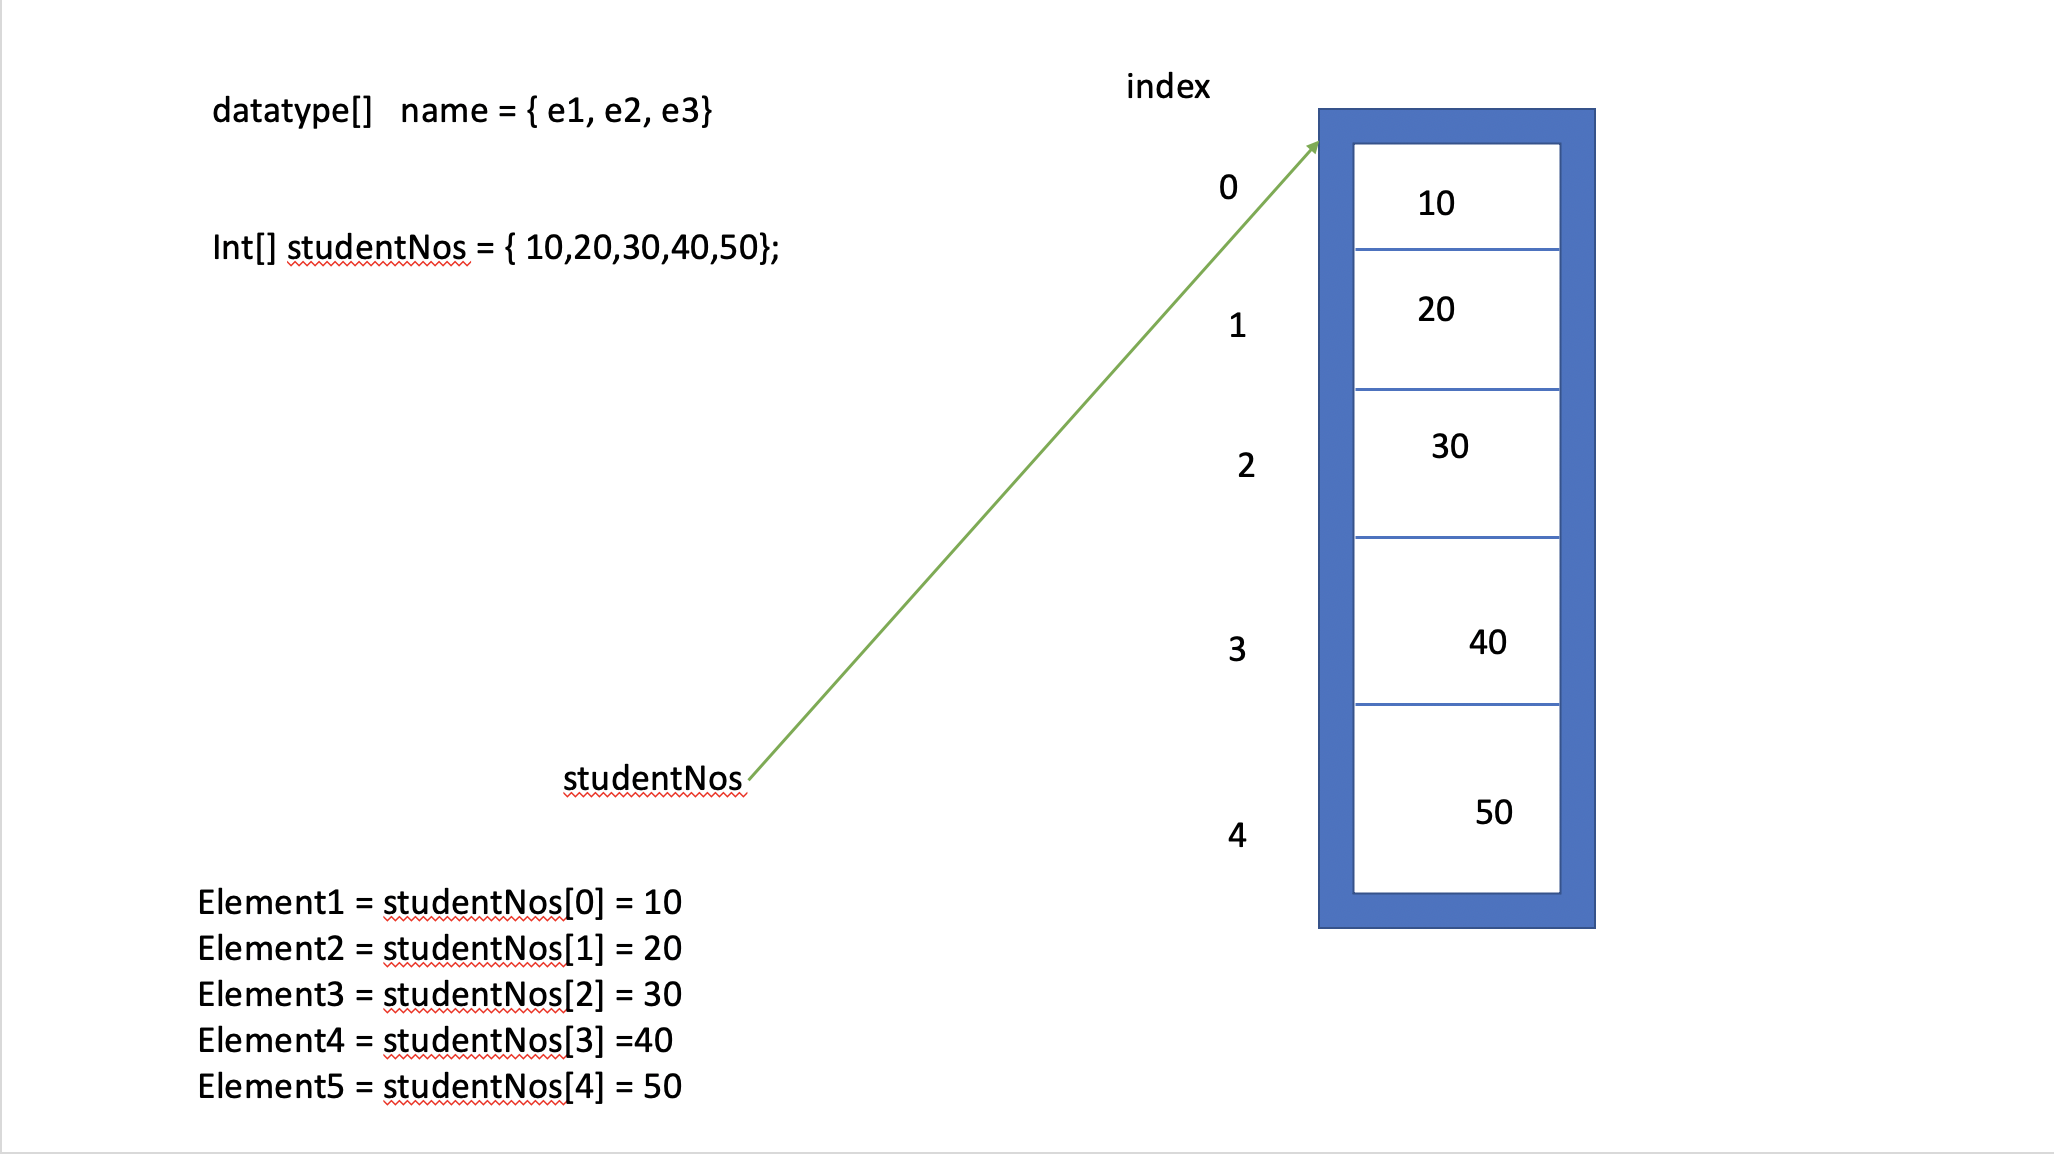 datatype[]   name = { e1, e2, e3}
Int[] studentNos = { 10,20,30,40,50};
studentNos
Element1 = studentNos[0] = 10
Element2 = studentNos[1] = 20
Element3 = studentNos[2] = 30
Element4 = studentNos[3] =40
Element5 = studentNos[4] = 50
index
0
10
1
20
2
30
3
40
4
50